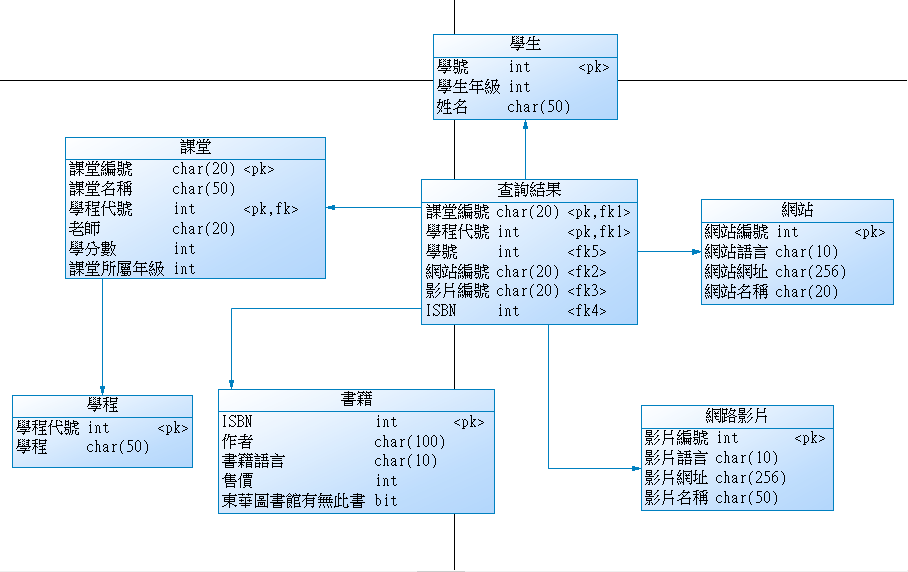 學生
學號 int <pk>
學生年級 int
姓名 char(50)
課堂
課堂編號 char(20) <pk>
課堂名稱 char(50)
學程代號 int <pk,fk>
老師 char(20)
學分數 int
課堂所屬年級 int
查詢結果
課堂編號 char(20) <pk,fk1>
學程代號 int <pk,fk1>
學號 int <fk5>
網站編號 char(20) <fk2>
影片編號 char(20) <fk3>
ISBN int <fk4>
網站
網站編號 int <pk>
網站語言 char(10)
網站網址 char(256)
網站名稱 char(20)
學程
學程代號 int <pk>
學程 char(50)
書籍
ISBN int <pk>
作者 char(100)
書籍語言 char(10)
售價 int
東華圖書館有無此書 bit
網路影片
影片編號 int <pk>
影片語言 char(10)
影片網址 char(256)
影片名稱 char(50)